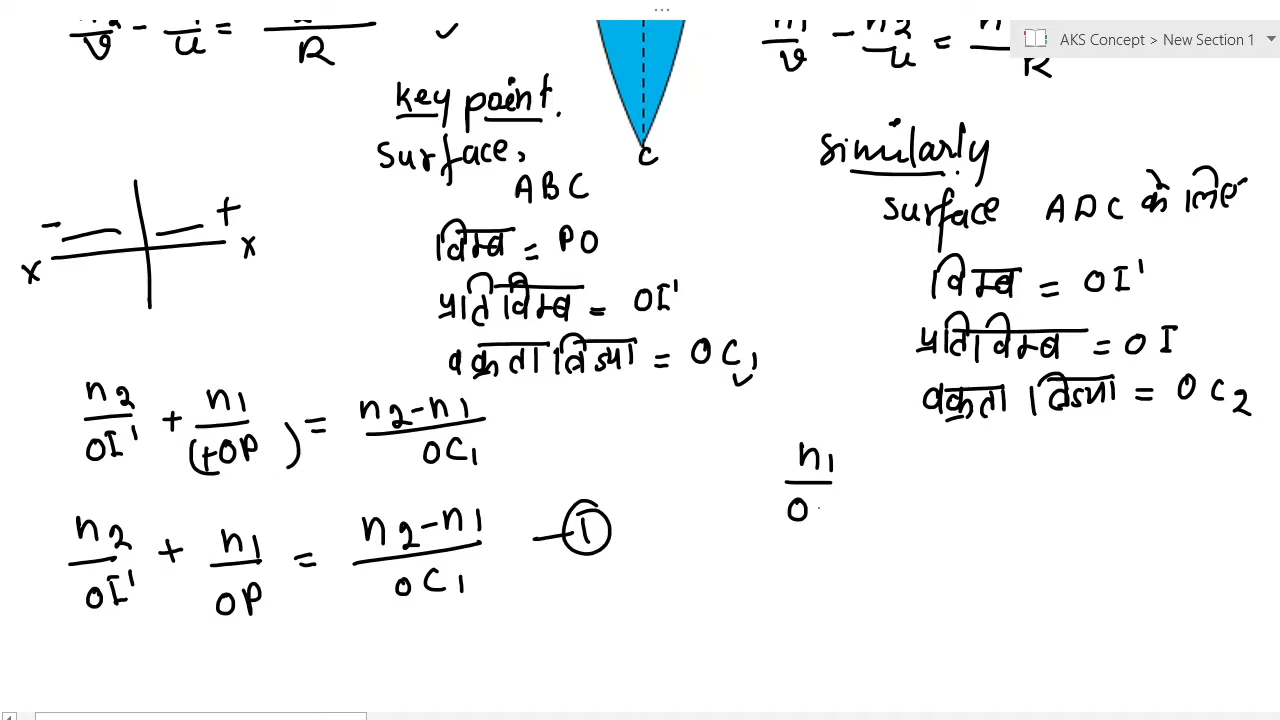 AKS Concept > New Section 1
v - u = R
v - n2/u = R
key point.
surface,
ABC
विम्ब = PO
प्रतिविम्ब = OI'
वक्रता त्रिज्या = OC1
C
similarly
surface ADC के लिए
विम्ब = OI'
प्रतिविम्ब = OI
वक्रता त्रिज्या = OC2
- +
x x
n2/OI' + n1/(+OP) = n2-n1/OC1
n2/OI' + n1/OP = n2-n1/OC1 — 1
n1/O